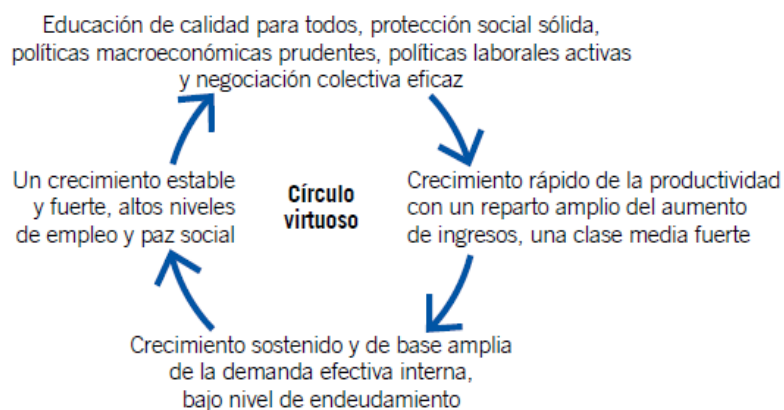 Educación de calidad para todos, protección social sólida,
políticas macroeconómicas prudentes, políticas laborales activas
y negociación colectiva eficaz
Un crecimiento estable
y fuerte, altos niveles
de empleo y paz social
Círculo
virtuoso
Crecimiento rápido de la productividad
con un reparto amplio del aumento
de ingresos, una clase media fuerte
Crecimiento sostenido y de base amplia
de la demanda efectiva interna,
bajo nivel de endeudamiento